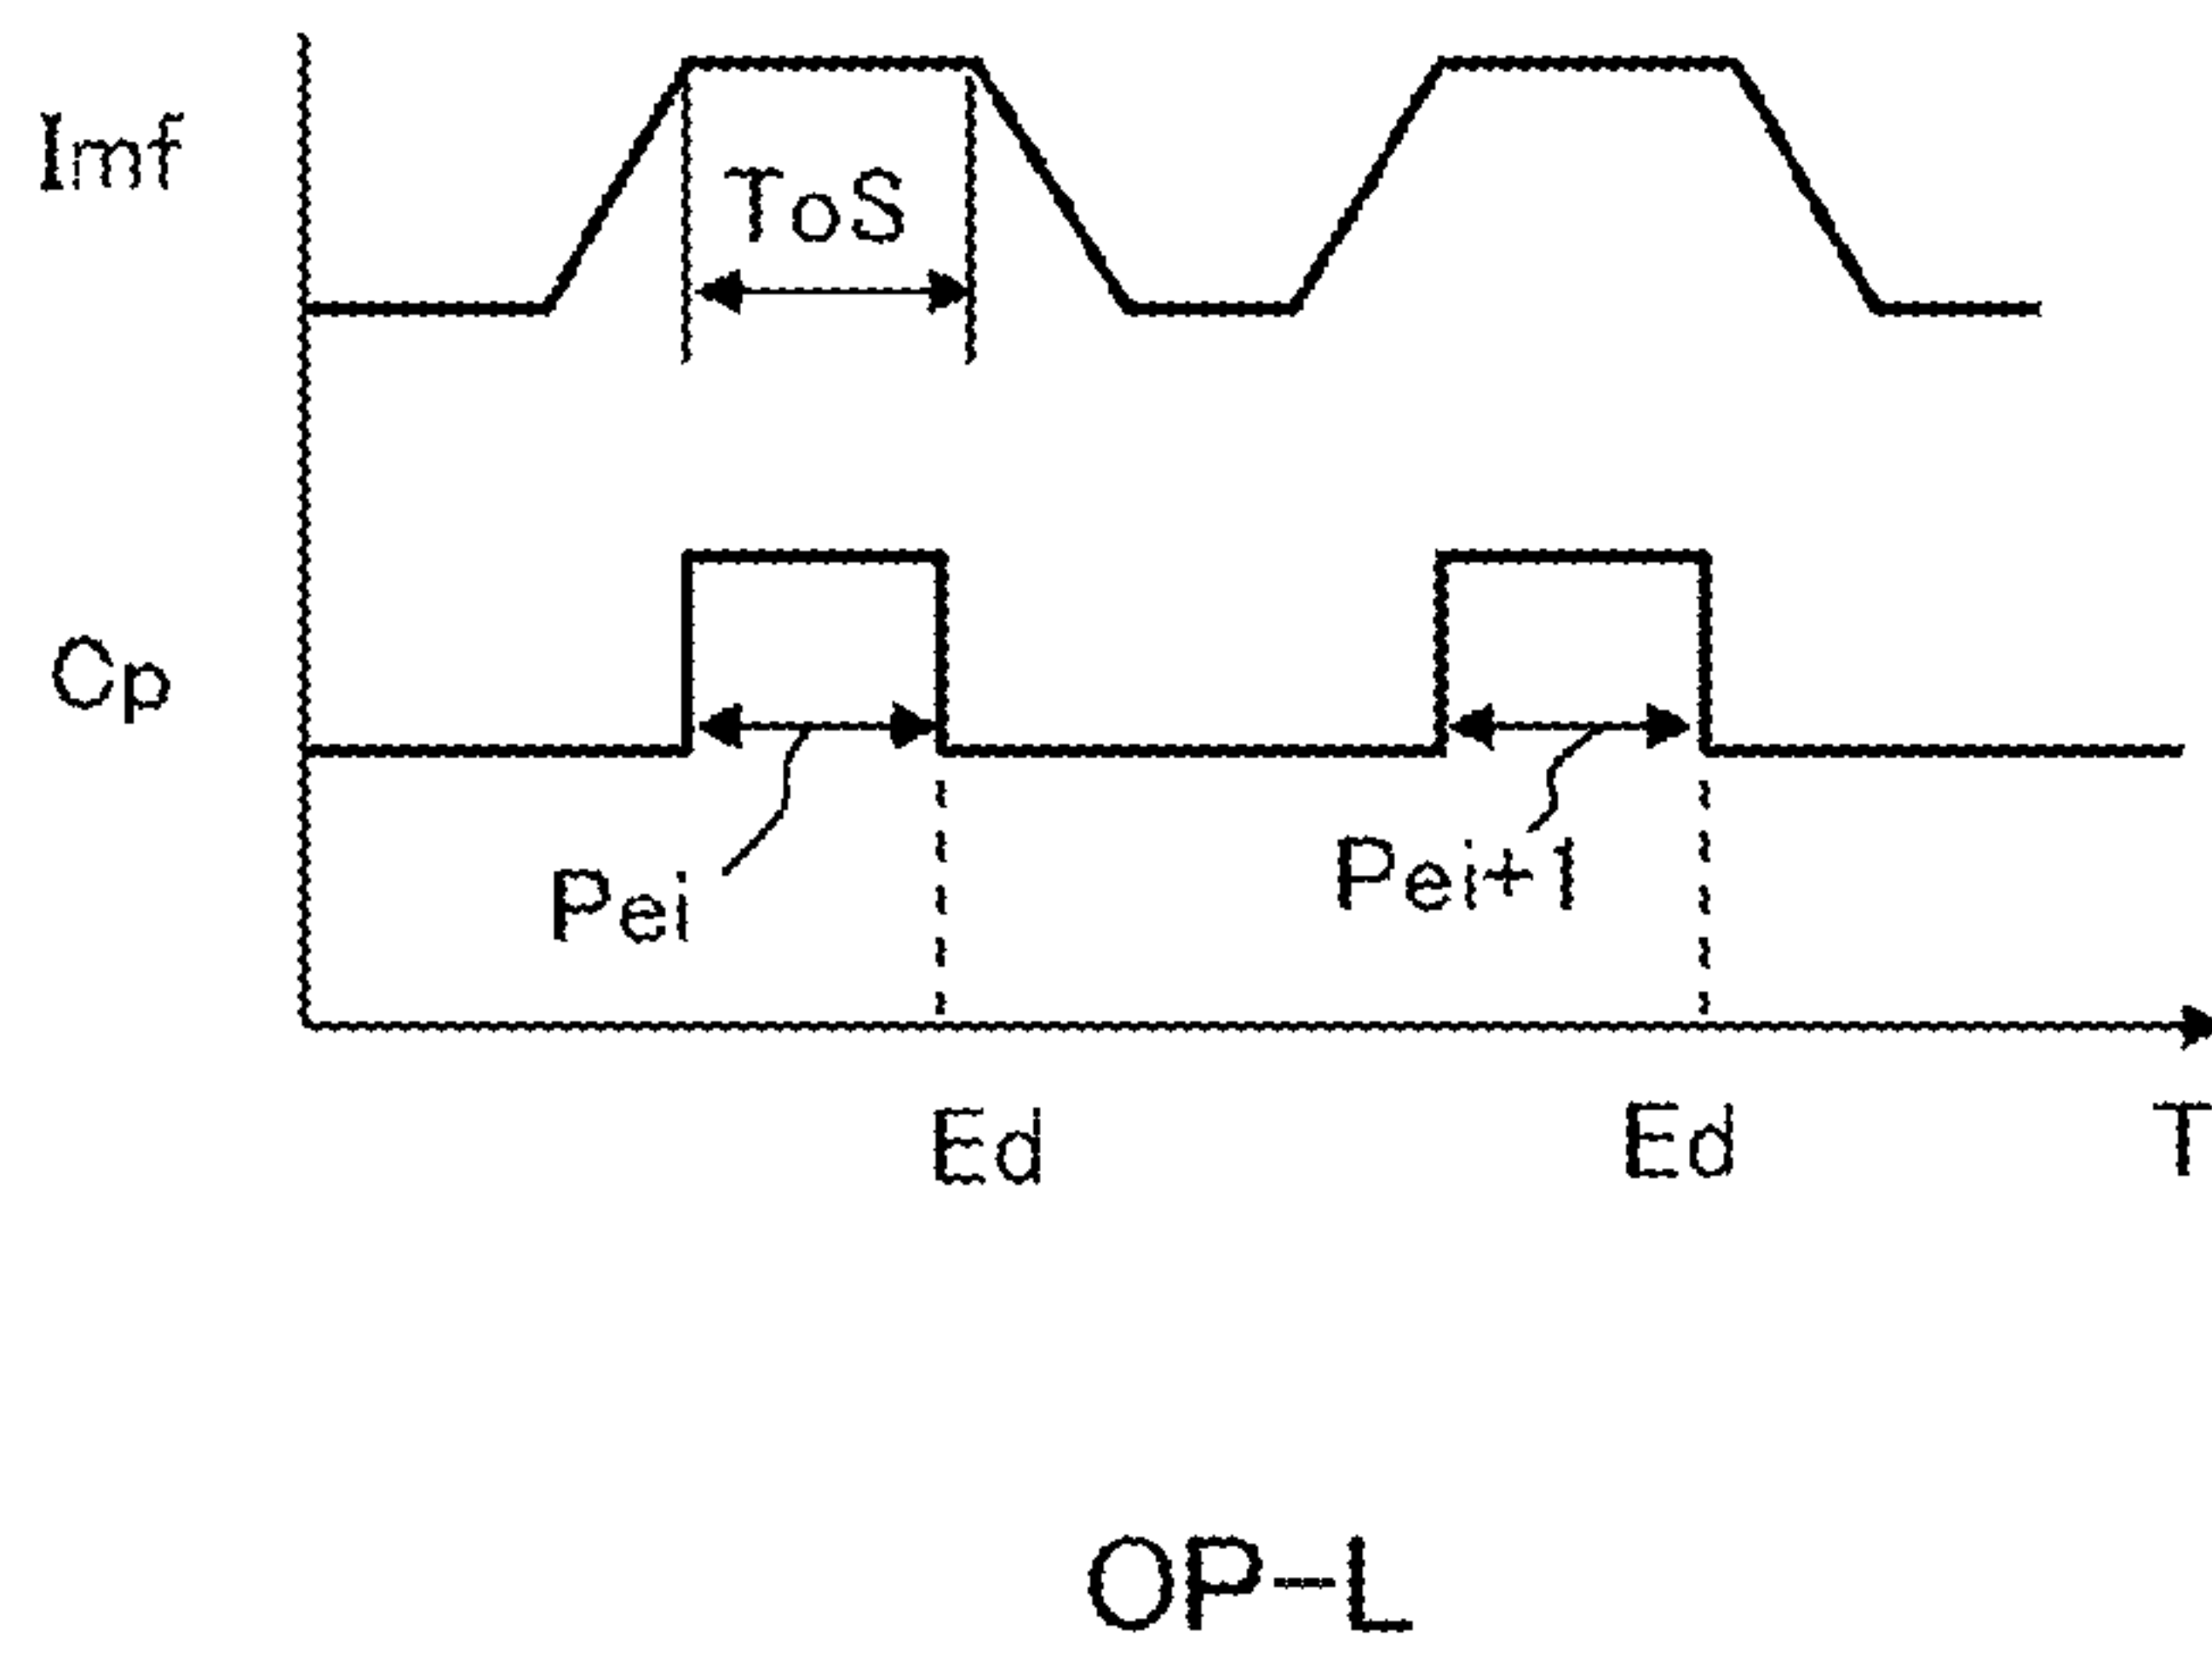 Imf
ToS
Cp
Pei
Pei+1
Ed
Ed
T
OP-L